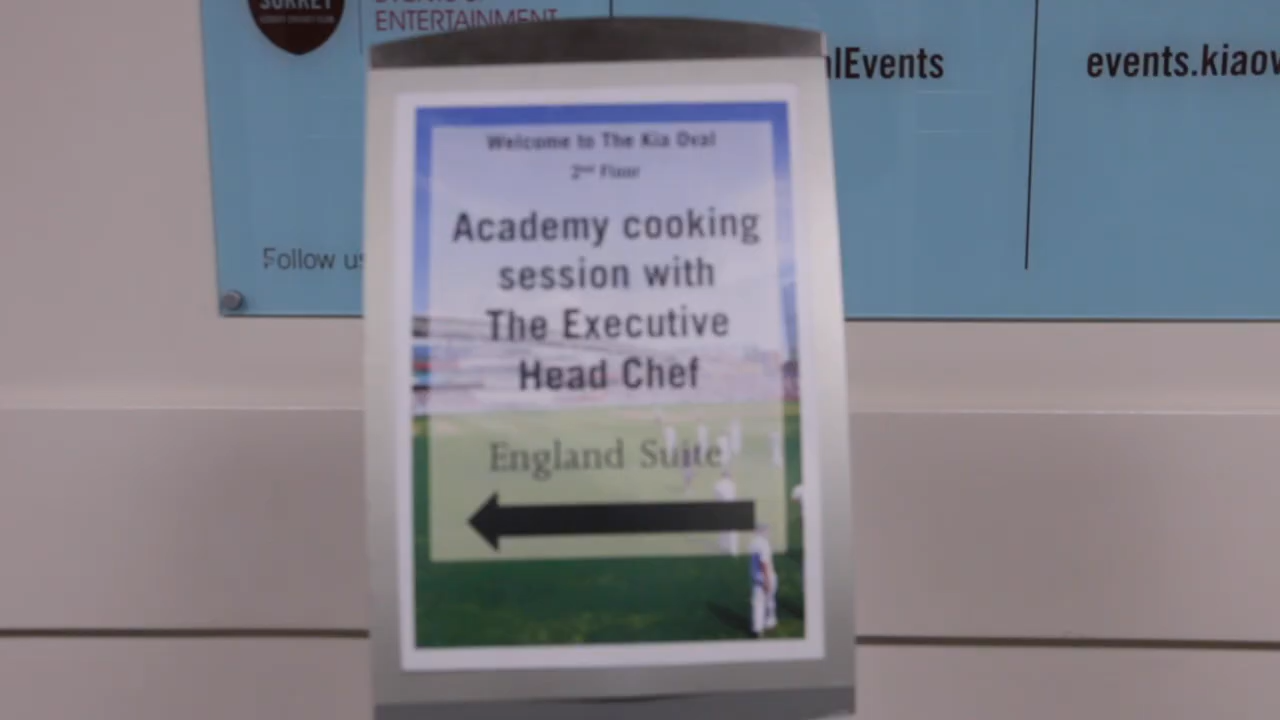 SURREY
ENTERTAINMENT
lEvents
events.kiaov
Follow us
Welcome to The Kia Oval
2nd Floor
Academy cooking
session with
The Executive
Head Chef
England Suite